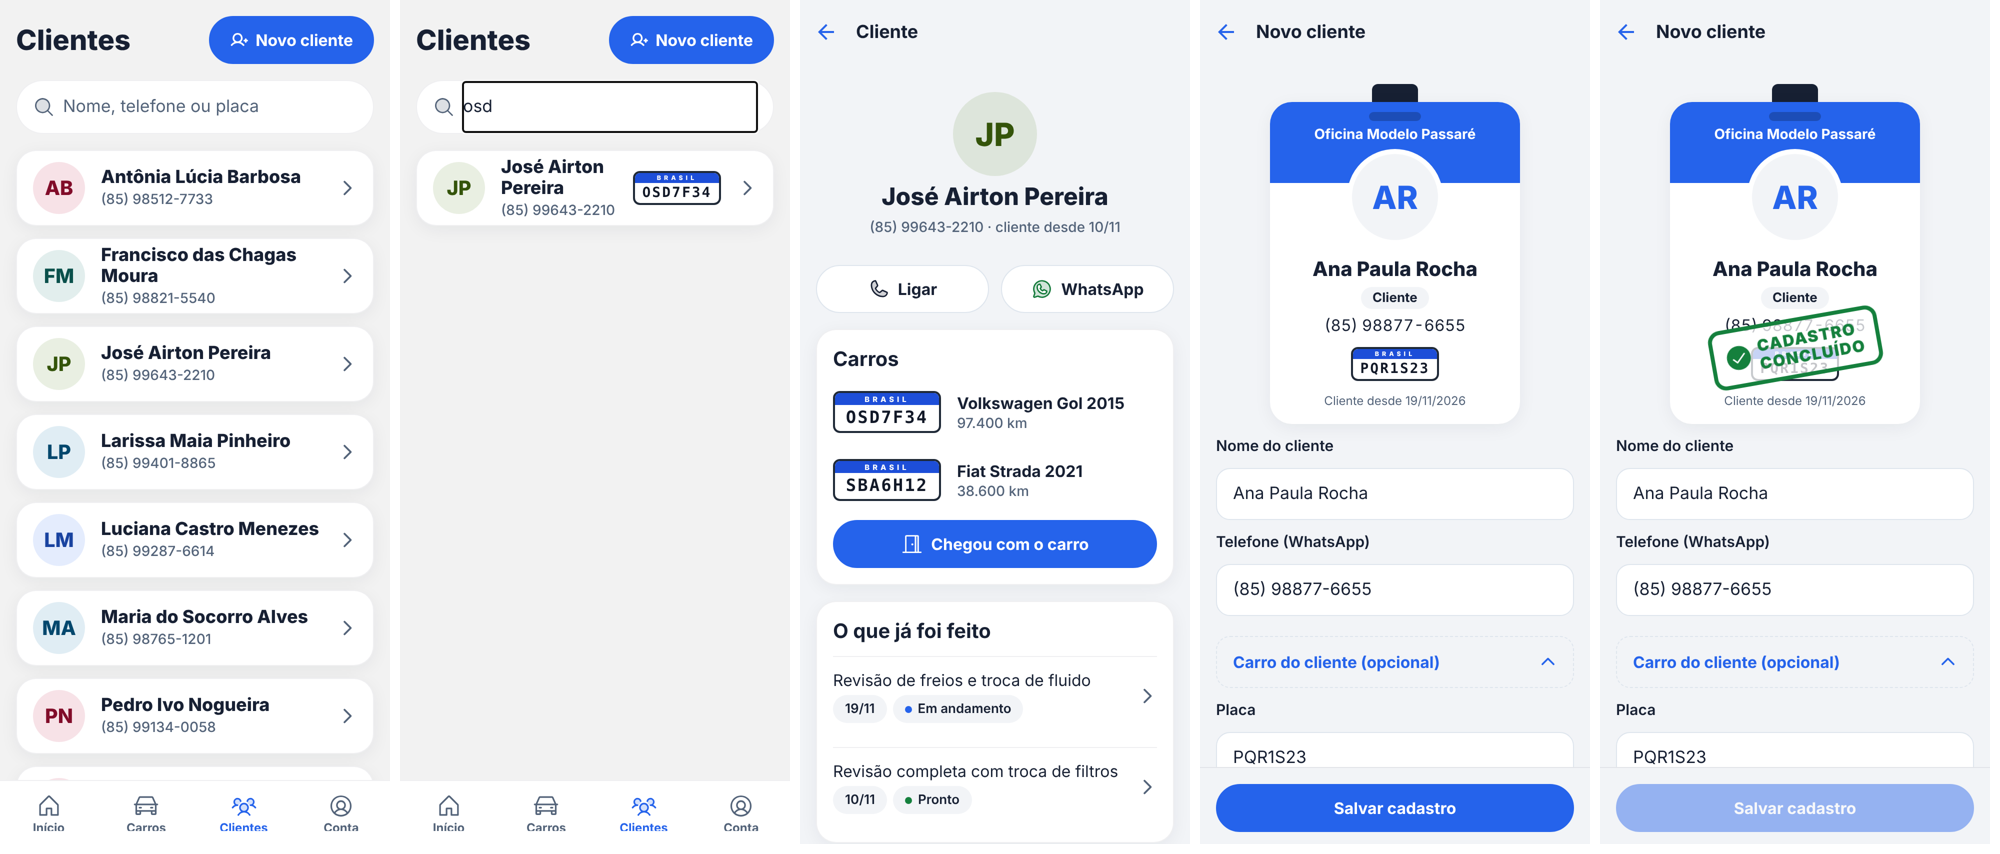 Clientes
Novo cliente
Nome, telefone ou placa
AB
Antônia Lúcia Barbosa
(85) 98512-7733
FM
Francisco das Chagas
Moura
(85) 98821-5540
JP
José Airton Pereira
(85) 99643-2210
LP
Larissa Maia Pinheiro
(85) 99401-8865
LM
Luciana Castro Menezes
(85) 99287-6614
MA
Maria do Socorro Alves
(85) 98765-1201
PN
Pedro Ivo Nogueira
(85) 99134-0058
Início
Carros
Clientes
Conta
Clientes
Novo cliente
osd
JP
José Airton
Pereira
(85) 99643-2210
BRASIL
OSD7F34
Início
Carros
Clientes
Conta
Cliente
JP
José Airton Pereira
(85) 99643-2210 · cliente desde 10/11
Ligar
WhatsApp
Carros
BRASIL
OSD7F34
Volkswagen Gol 2015
97.400 km
BRASIL
SBA6H12
Fiat Strada 2021
38.600 km
Chegou com o carro
O que já foi feito
Revisão de freios e troca de fluido
19/11
Em andamento
Revisão completa com troca de filtros
10/11
Pronto
Novo cliente
Oficina Modelo Passaré
AR
Ana Paula Rocha
Cliente
(85) 98877-6655
BRASIL
PQR1S23
Cliente desde 19/11/2026
Nome do cliente
Ana Paula Rocha
Telefone (WhatsApp)
(85) 98877-6655
Carro do cliente (opcional)
Placa
PQR1S23
Salvar cadastro
Novo cliente
Oficina Modelo Passaré
AR
Ana Paula Rocha
Cliente
(85) 98877-6655
CADASTRO
CONCLUÍDO
PQR1S23
Cliente desde 19/11/2026
Nome do cliente
Ana Paula Rocha
Telefone (WhatsApp)
(85) 98877-6655
Carro do cliente (opcional)
Placa
PQR1S23
Salvar cadastro